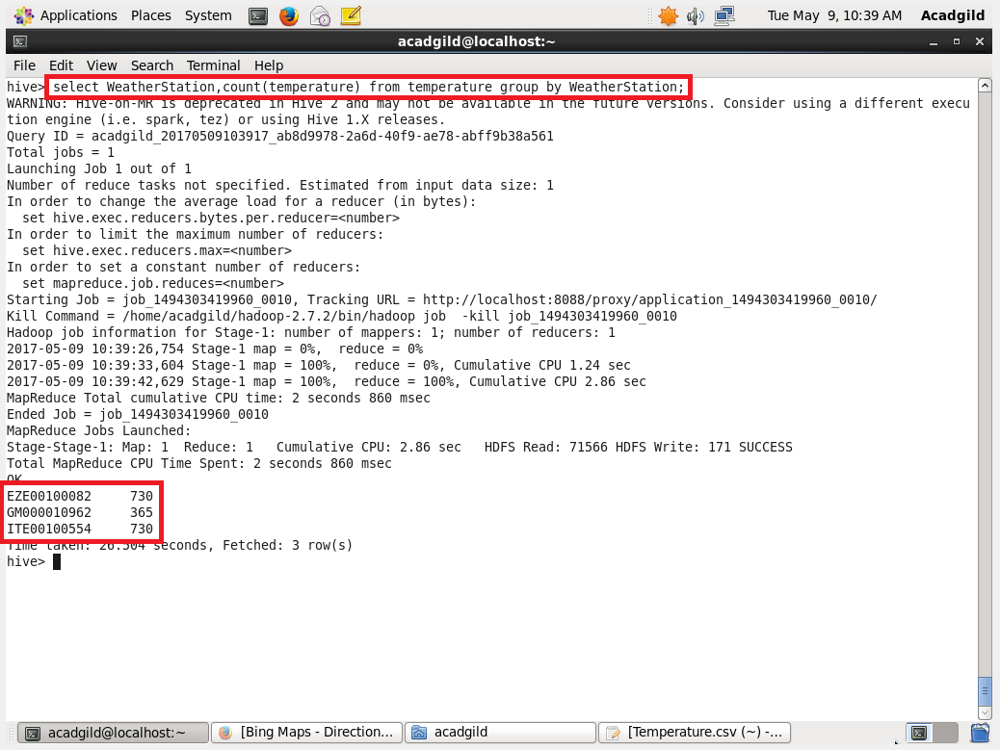 Applications Places System Tue May 9, 10:39 AM Acadgild
acadgild@localhost:~
File Edit View Search Terminal Help
hive> select WeatherStation,count(temperature) from temperature group by WeatherStation;
WARNING: Hive-on-MR is deprecated in Hive 2 and may not be available in the future versions. Consider using a different execu
tion engine (i.e. spark, tez) or using Hive 1.X releases.
Query ID = acadgild_20170509103917_ab8d9978-2a6d-40f9-ae78-abff9b38a561
Total jobs = 1
Launching Job 1 out of 1
Number of reduce tasks not specified. Estimated from input data size: 1
In order to change the average load for a reducer (in bytes):
  set hive.exec.reducers.bytes.per.reducer=<number>
In order to limit the maximum number of reducers:
  set hive.exec.reducers.max=<number>
In order to set a constant number of reducers:
  set mapreduce.job.reduces=<number>
Starting Job = job_1494303419960_0010, Tracking URL = http://localhost:8088/proxy/application_1494303419960_0010/
Kill Command = /home/acadgild/hadoop-2.7.2/bin/hadoop job  -kill job_1494303419960_0010
Hadoop job information for Stage-1: number of mappers: 1; number of reducers: 1
2017-05-09 10:39:26,754 Stage-1 map = 0%,  reduce = 0%
2017-05-09 10:39:33,604 Stage-1 map = 100%,  reduce = 0%, Cumulative CPU 1.24 sec
2017-05-09 10:39:42,629 Stage-1 map = 100%,  reduce = 100%, Cumulative CPU 2.86 sec
MapReduce Total cumulative CPU time: 2 seconds 860 msec
Ended Job = job_1494303419960_0010
MapReduce Jobs Launched:
Stage-Stage-1: Map: 1  Reduce: 1   Cumulative CPU: 2.86 sec   HDFS Read: 71566 HDFS Write: 171 SUCCESS
Total MapReduce CPU Time Spent: 2 seconds 860 msec
OK
EZE00100082     730
GM000010962     365
ITE00100554     730
Time taken: 26.504 seconds, Fetched: 3 row(s)
hive>
acadgild@localhost:~ [Bing Maps - Direction... acadgild [Temperature.csv (~) -...